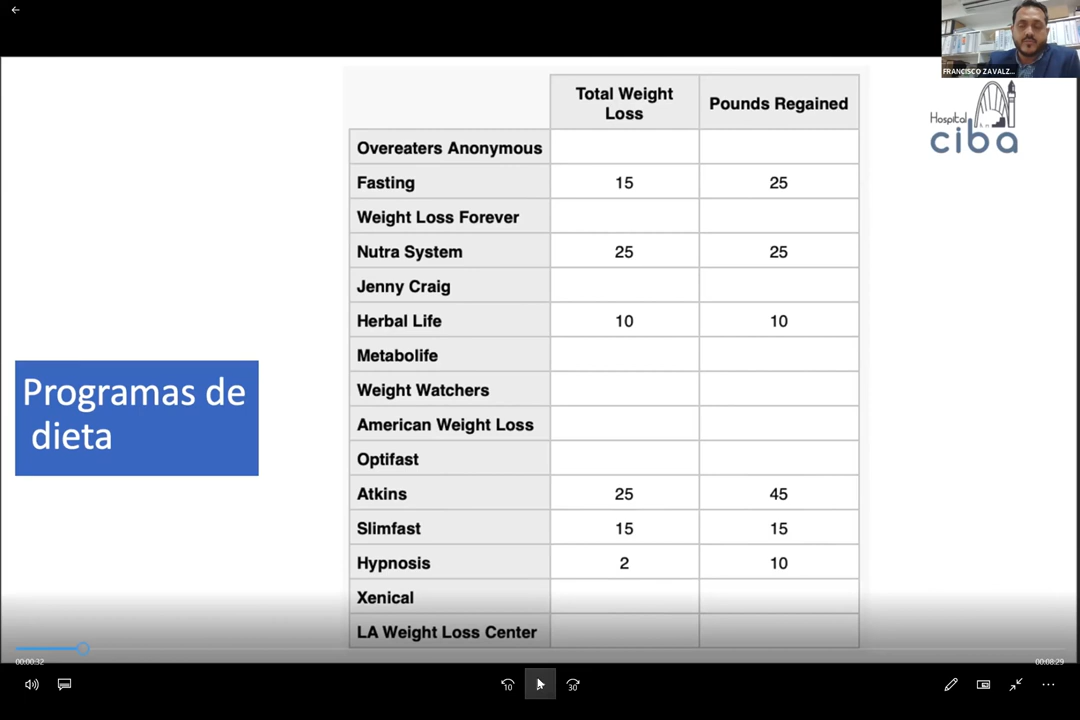 FRANCISCO ZAVALZ...
Hospital
ciba
Total Weight Loss Pounds Regained
Overeaters Anonymous
Fasting 15 25
Weight Loss Forever
Nutra System 25 25
Jenny Craig
Herbal Life 10 10
Metabolife
Weight Watchers
American Weight Loss
Optifast
Atkins 25 45
Slimfast 15 15
Hypnosis 2 10
Xenical
LA Weight Loss Center
Programas de
dieta
00:00:32
00:08:29
10
30